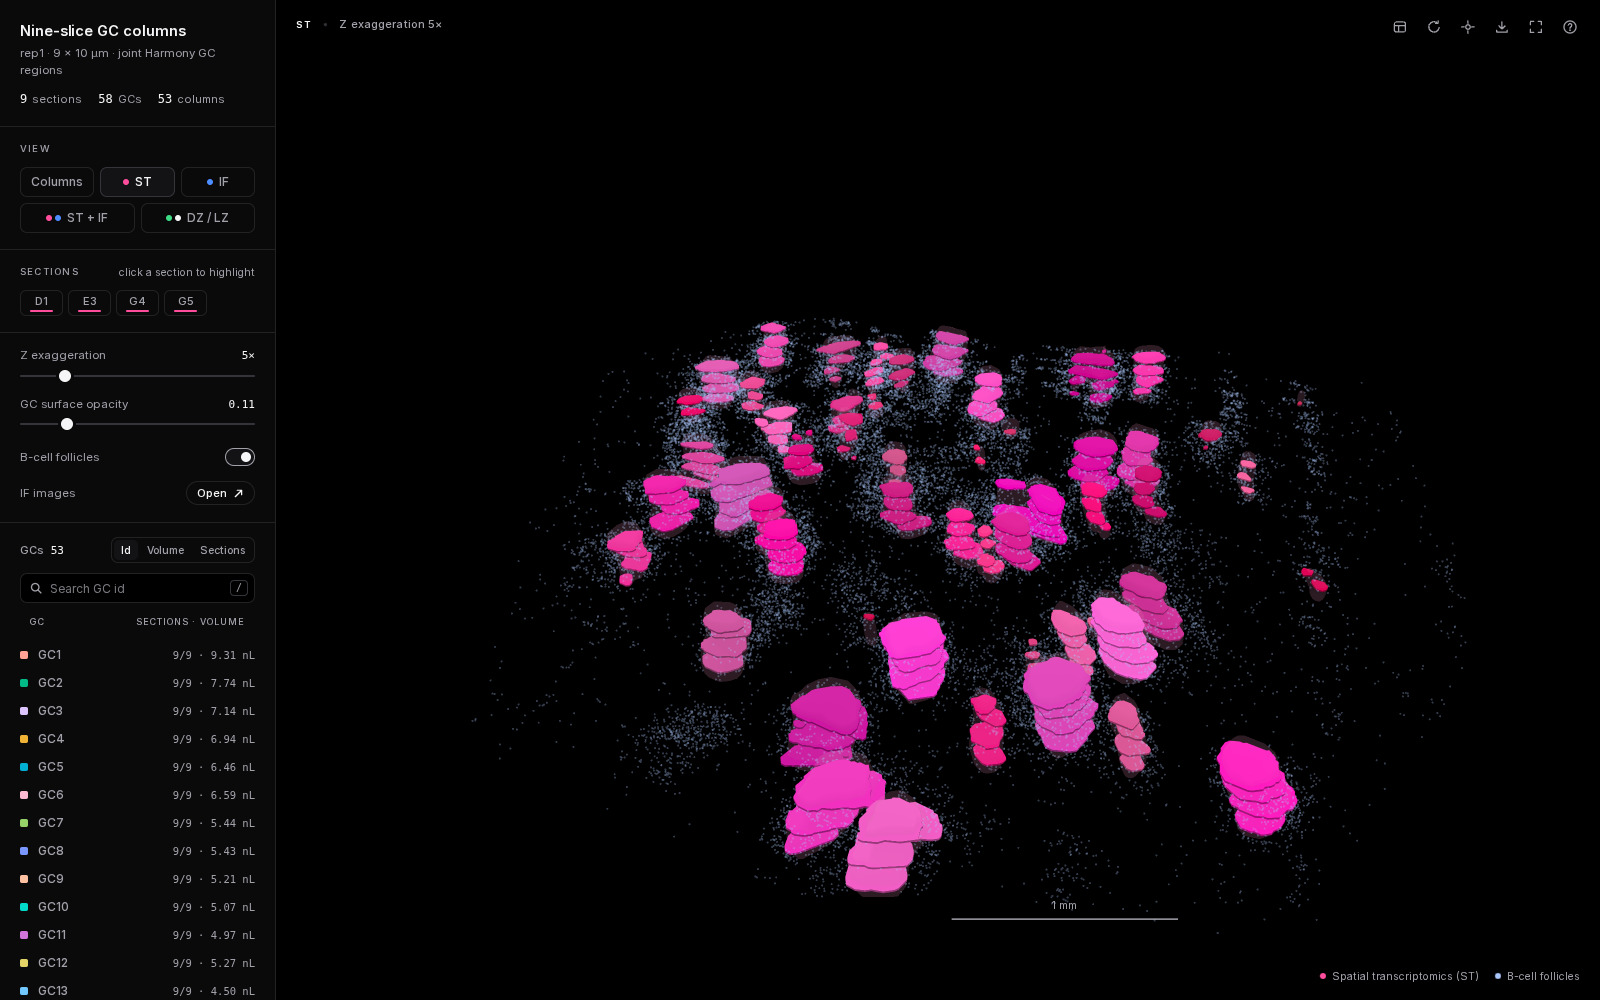 Nine-slice GC columns
rep1 · 9 × 10 µm · joint Harmony GC
regions
9 sections 58 GCs 53 columns
VIEW
Columns ST IF
ST + IF DZ / LZ
SECTIONS click a section to highlight
D1 E3 G4 G5
Z exaggeration 5×
GC surface opacity 0.11
B-cell follicles
IF images Open ↗
GCs 53 Id Volume Sections
Search GC id /
GC SECTIONS · VOLUME
GC1 9/9 · 9.31 nL
GC2 9/9 · 7.74 nL
GC3 9/9 · 7.14 nL
GC4 9/9 · 6.94 nL
GC5 9/9 · 6.46 nL
GC6 9/9 · 6.59 nL
GC7 9/9 · 5.44 nL
GC8 9/9 · 5.43 nL
GC9 9/9 · 5.21 nL
GC10 9/9 · 5.07 nL
GC11 9/9 · 4.97 nL
GC12 9/9 · 5.27 nL
GC13 9/9 · 4.50 nL
ST • Z exaggeration 5×
1 mm
Spatial transcriptomics (ST) B-cell follicles